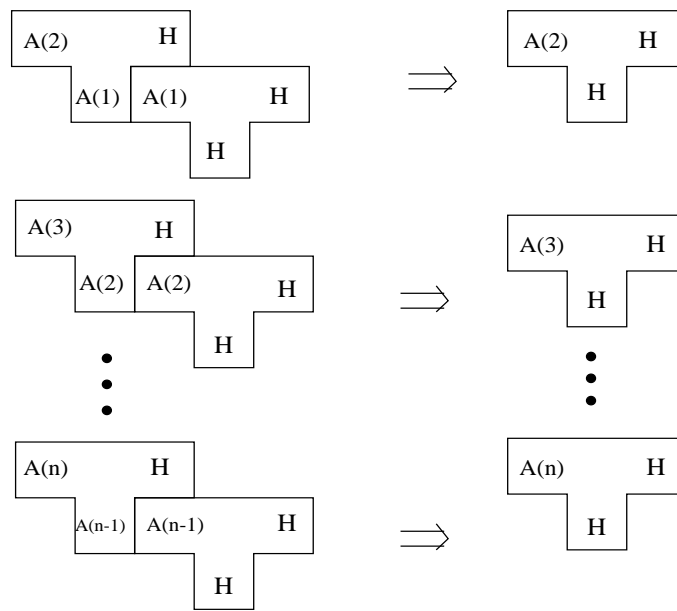 A(2) H A(2) H
A(1) A(1) H H
H
A(3) H A(3) H
A(2) A(2) H H
H
A(n) H A(n) H
A(n-1) A(n-1) H H
H